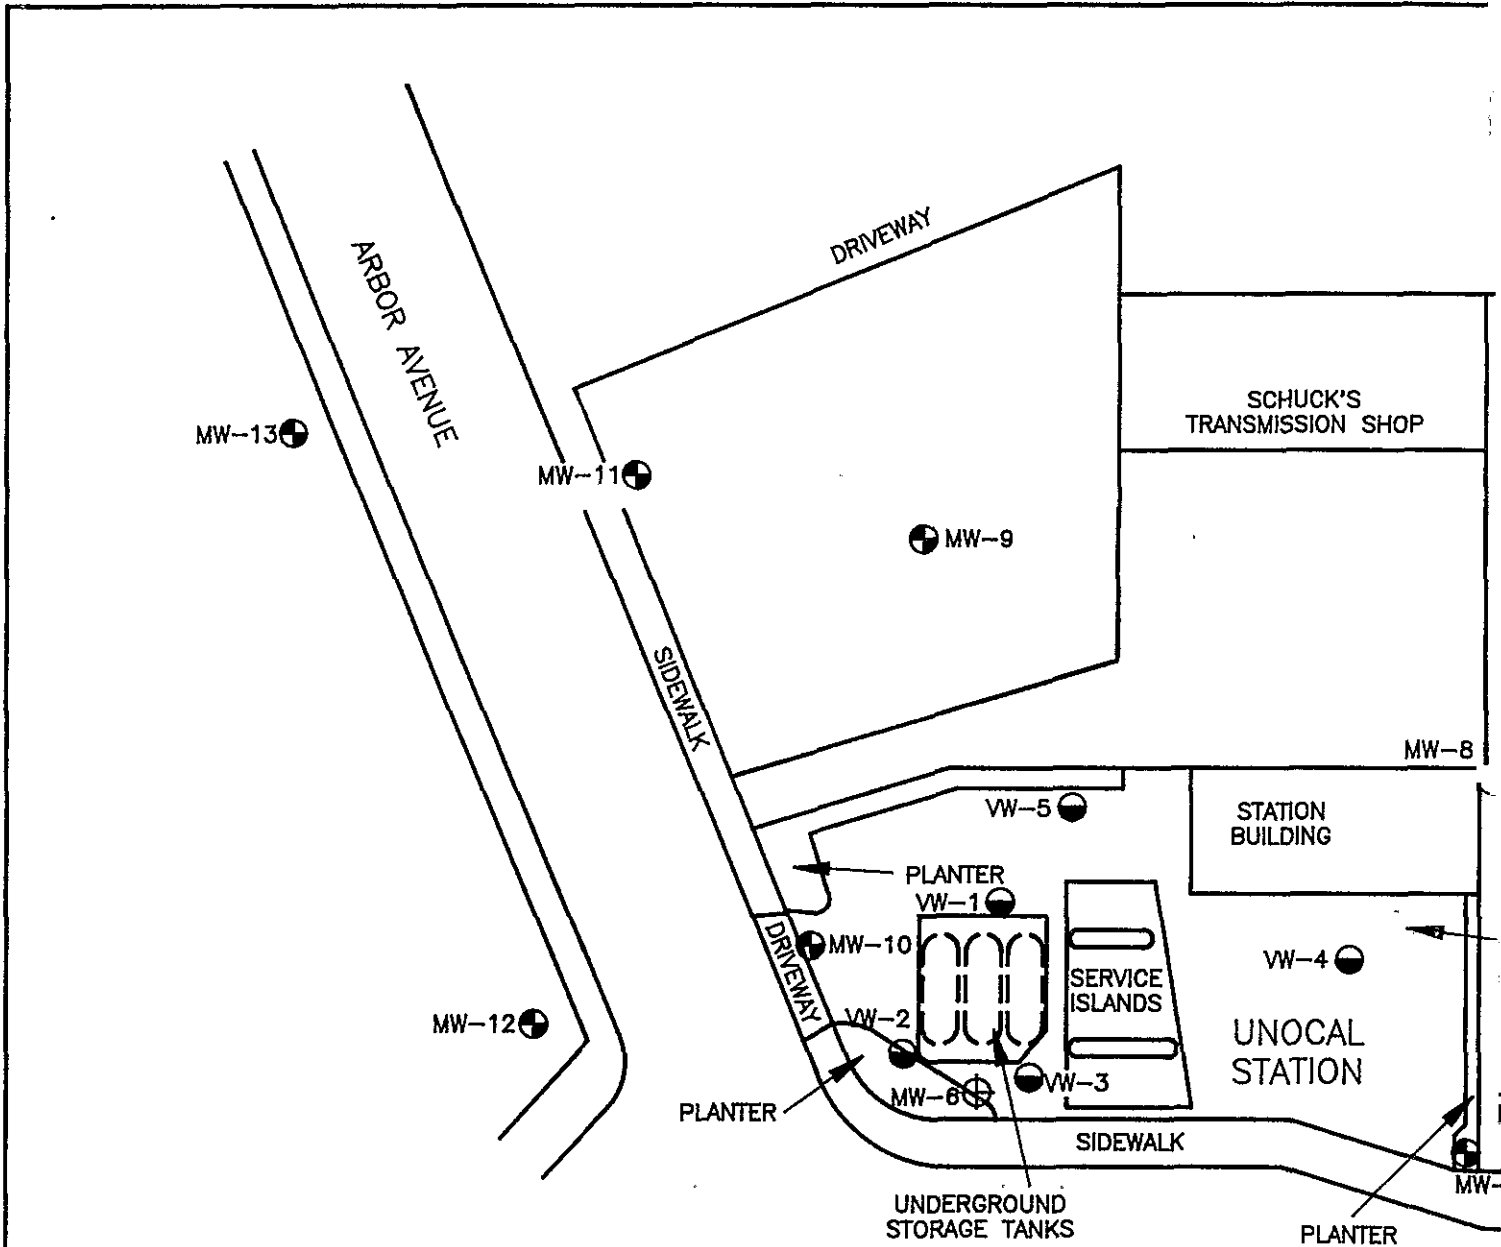 DRIVEWAY
ARBOR AVENUE
SCHUCK'S
TRANSMISSION SHOP
MW-13
MW-11
MW-9
SIDEWALK
MW-8
VW-5
STATION
BUILDING
PLANTER
VW-1
DRIVEWAY
MW-10
VW-4
SERVICE
ISLANDS
MW-12
VW-2
UNOCAL
STATION
VW-3
MW-6
PLANTER
SIDEWALK
MW-
UNDERGROUND
STORAGE TANKS
PLANTER